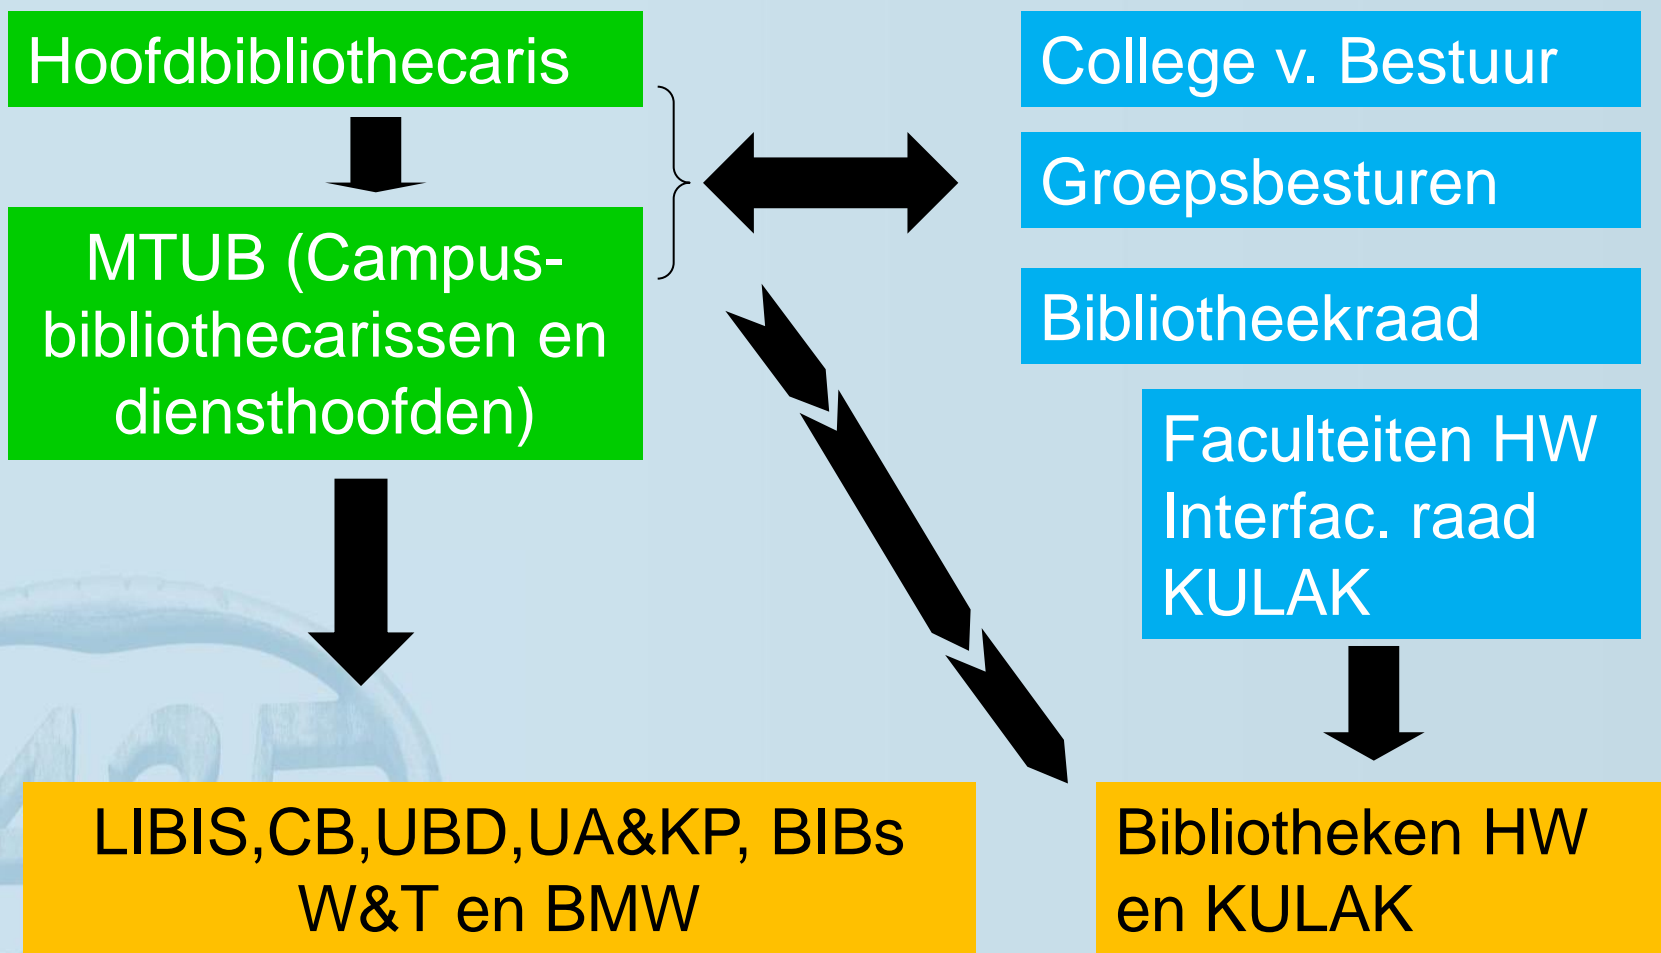 Hoofdbibliothecaris
College v. Bestuur
Groepsbesturen
MTUB (Campus-
bibliothecarissen en
diensthoofden)
Bibliotheekraad
Faculteiten HW
Interfac. raad
KULAK
LIBIS,CB,UBD,UA&KP, BIBs
W&T en BMW
Bibliotheken HW
en KULAK